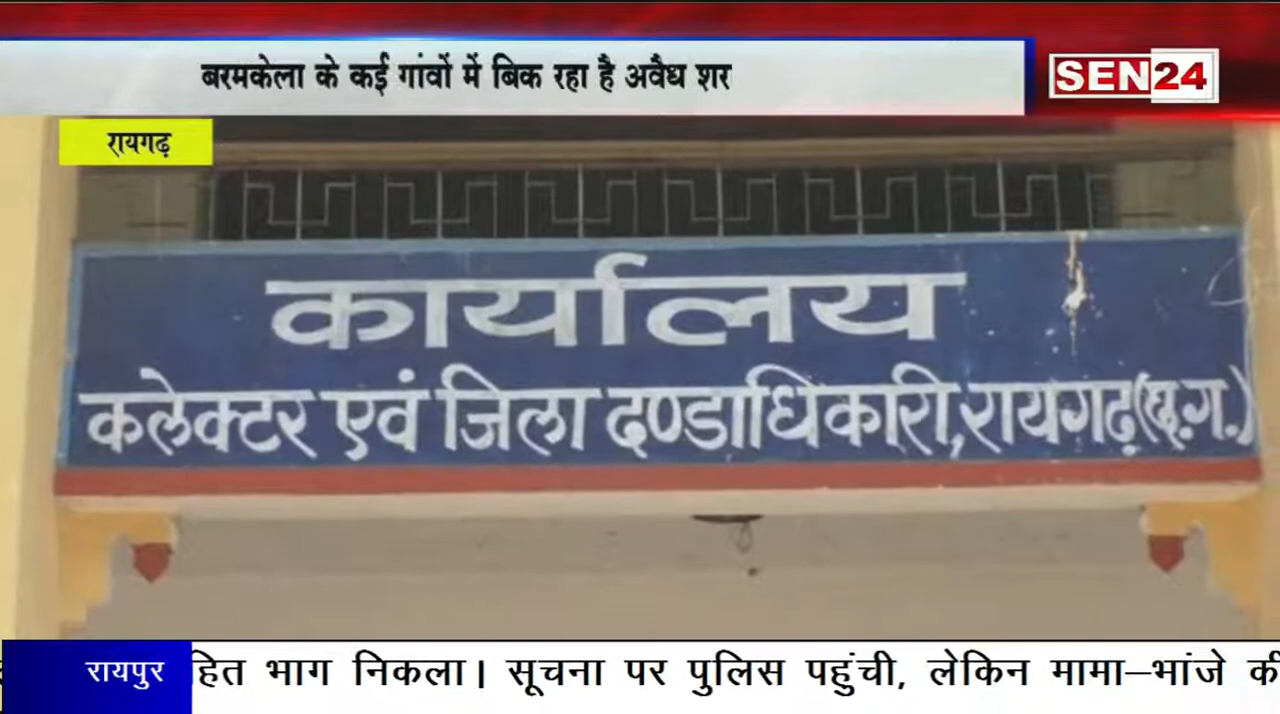 बरमकेला के कई गांवों में बिक रहा है अवैध शर
SEN24
रायगढ़
कार्यालय
कलेक्टर एवं जिला दण्डाधिकारी, रायगढ़ (छ.ग.)
रायपुर
हित भाग निकला। सूचना पर पुलिस पहुंची, लेकिन मामा–भांजे की